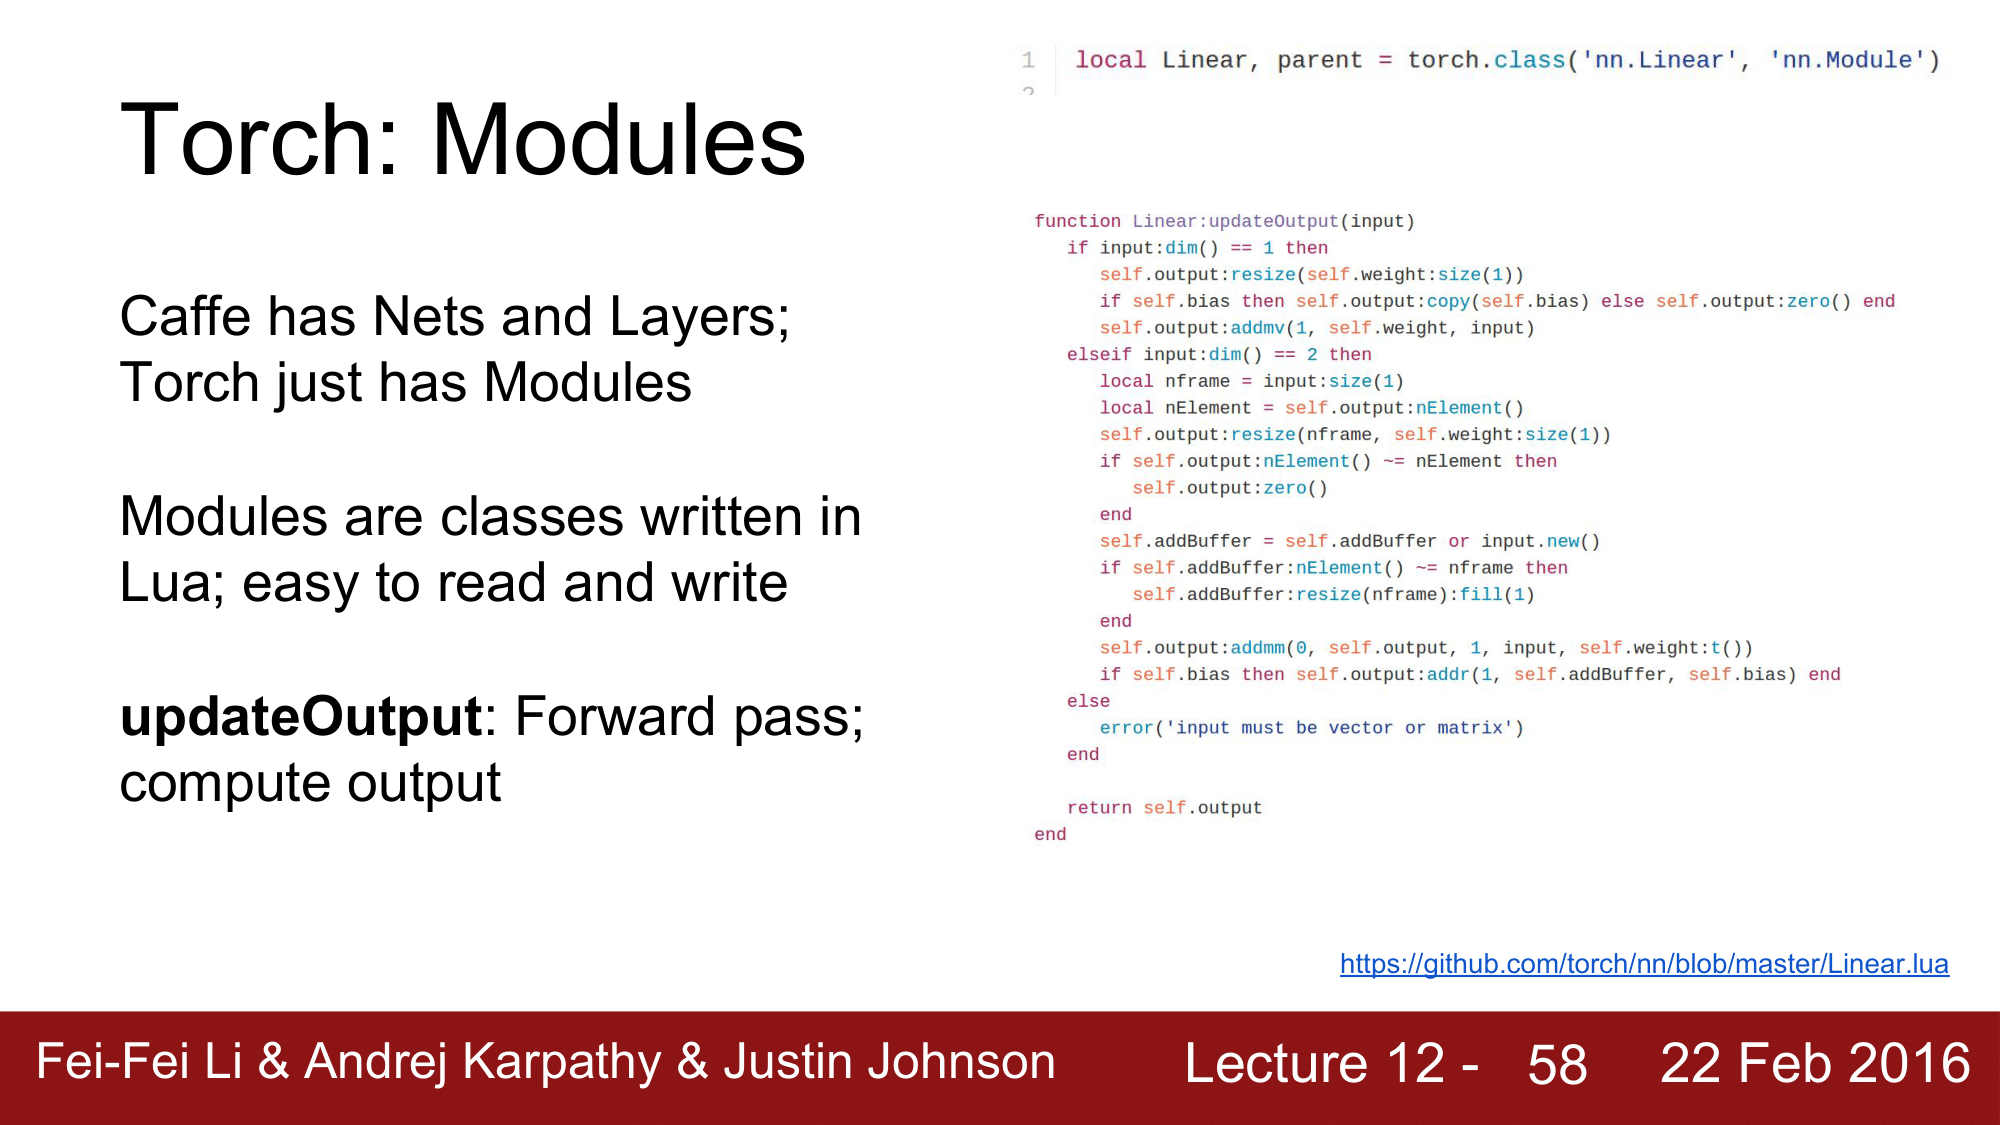 Torch: Modules
Caffe has Nets and Layers;
Torch just has Modules
Modules are classes written in
Lua; easy to read and write
updateOutput: Forward pass;
compute output
1 local Linear, parent = torch.class('nn.Linear', 'nn.Module')
2
function Linear:updateOutput(input)
   if input:dim() == 1 then
      self.output:resize(self.weight:size(1))
      if self.bias then self.output:copy(self.bias) else self.output:zero() end
      self.output:addmv(1, self.weight, input)
   elseif input:dim() == 2 then
      local nframe = input:size(1)
      local nElement = self.output:nElement()
      self.output:resize(nframe, self.weight:size(1))
      if self.output:nElement() ~= nElement then
         self.output:zero()
      end
      self.addBuffer = self.addBuffer or input.new()
      if self.addBuffer:nElement() ~= nframe then
         self.addBuffer:resize(nframe):fill(1)
      end
      self.output:addmm(0, self.output, 1, input, self.weight:t())
      if self.bias then self.output:addr(1, self.addBuffer, self.bias) end
   else
      error('input must be vector or matrix')
   end
   return self.output
end
https://github.com/torch/nn/blob/master/Linear.lua
Fei-Fei Li & Andrej Karpathy & Justin Johnson Lecture 12 - 58 22 Feb 2016